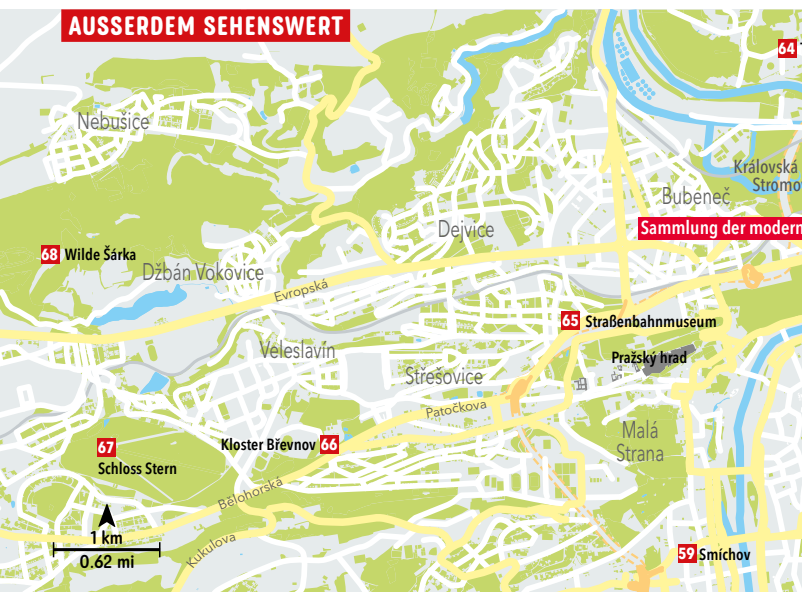 AUSSERDEM SEHENSWERT
64
Nebušice
Královská
Stromo
Bubeneč
Sammlung der modern
Dejvice
68 Wilde Šárka
Džbán Vokovice
Evropská
65 Straßenbahnmuseum
Veleslavín
Pražský hrad
Střešovice
Patočkova
Malá
Strana
Kloster Břevnov 66
67
Schloss Stern
Bělohorská
1 km
0.62 mi
Kukulova
59 Smíchov